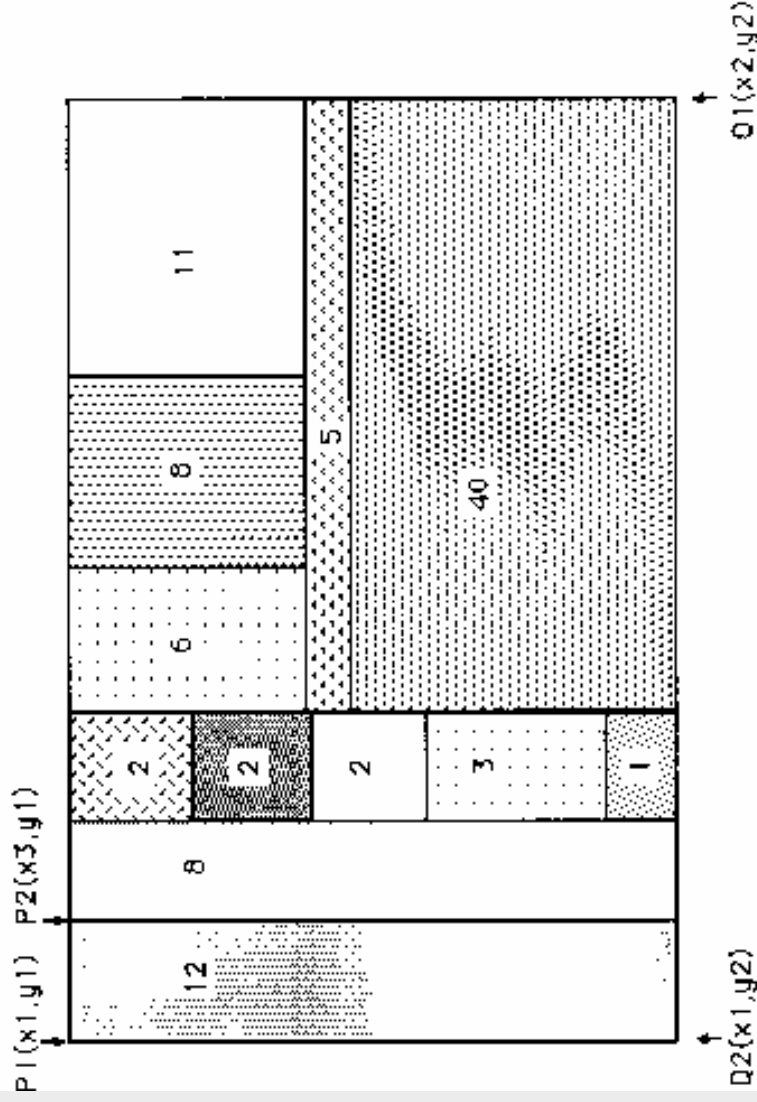 P1(x1,y1) P2(x3,y1)
12 8 2 6 8 11
2
2 5
3 40
1
Q2(x1,y2) Q1(x2,y2)